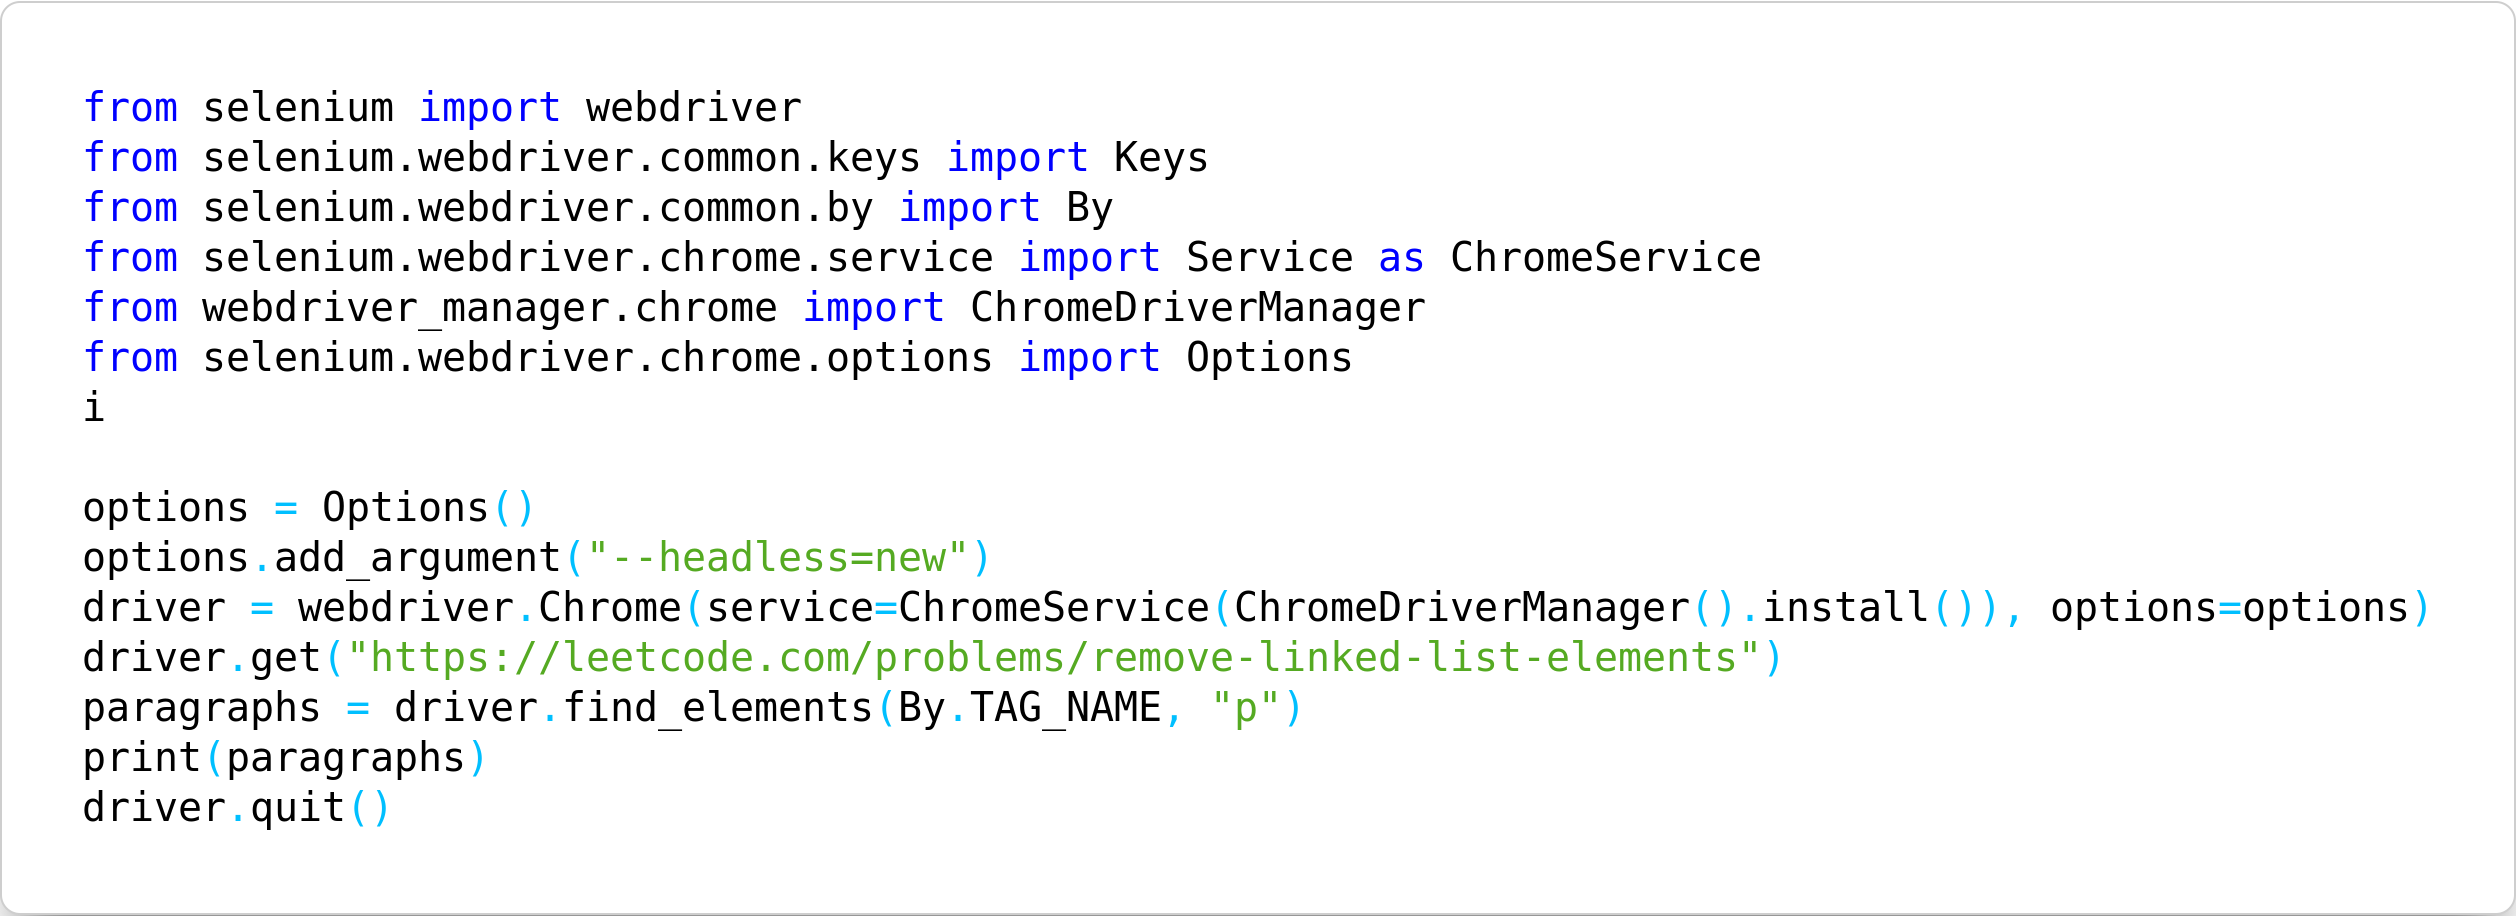 from selenium import webdriver
from selenium.webdriver.common.keys import Keys
from selenium.webdriver.common.by import By
from selenium.webdriver.chrome.service import Service as ChromeService
from webdriver_manager.chrome import ChromeDriverManager
from selenium.webdriver.chrome.options import Options
i
options = Options()
options.add_argument("--headless=new")
driver = webdriver.Chrome(service=ChromeService(ChromeDriverManager().install()), options=options)
driver.get("https://leetcode.com/problems/remove-linked-list-elements")
paragraphs = driver.find_elements(By.TAG_NAME, "p")
print(paragraphs)
driver.quit()